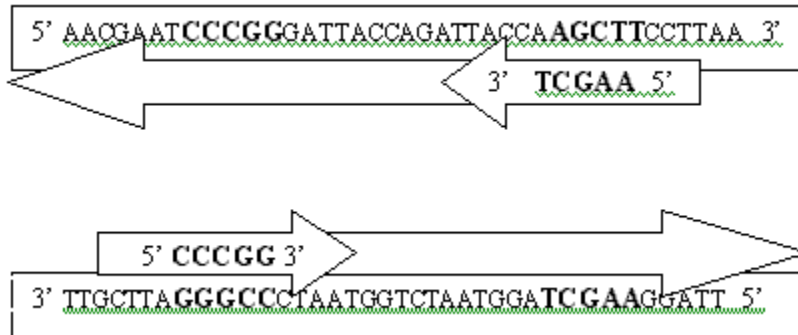 5’ AACGAATCCCGGGATTACCAGATTACCAAGCTTCCTTAA 3’
3’ TCGAA 5’
5’ CCCGG 3’
3’ TTGCTTAGGGCCCTAATGGTCTAATGGATCGAAGGATT 5’